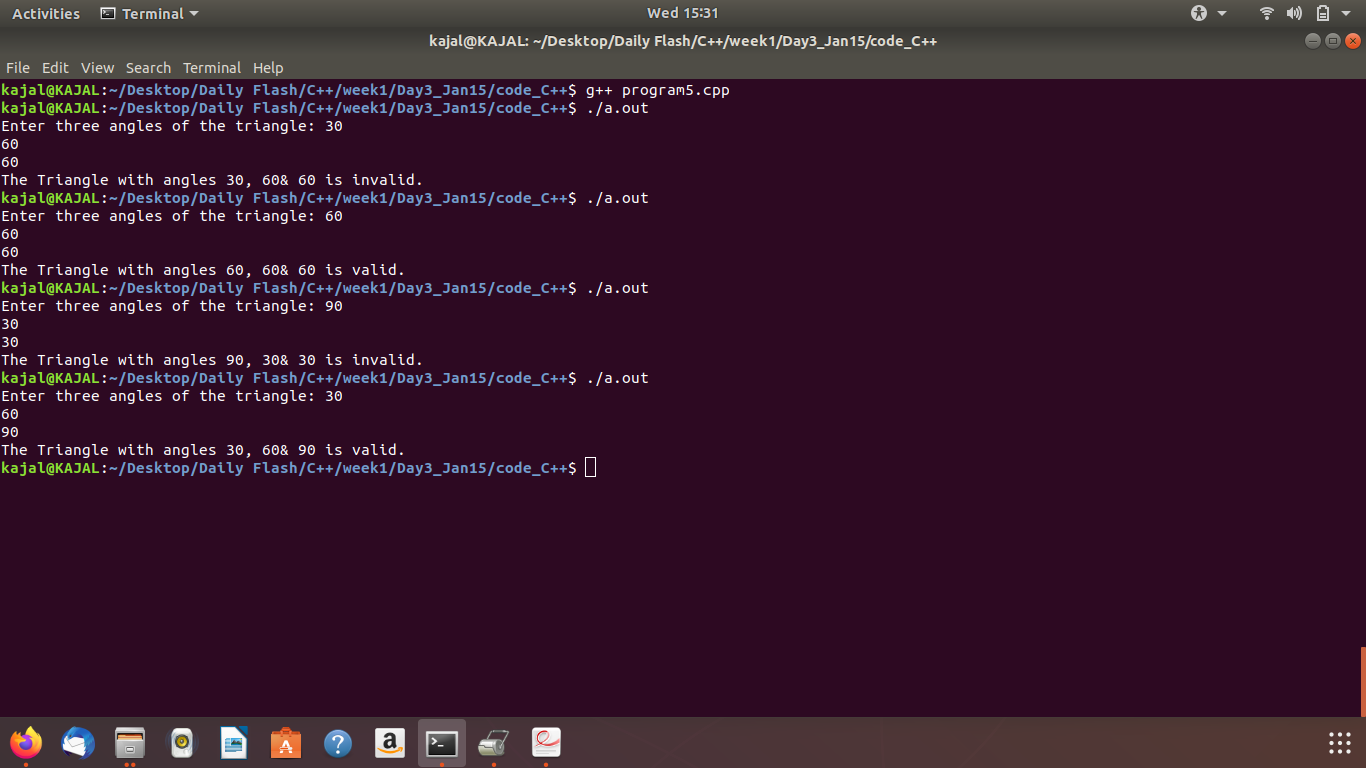 Activities Terminal Wed 15:31
kajal@KAJAL: ~/Desktop/Daily Flash/C++/week1/Day3_Jan15/code_C++
File Edit View Search Terminal Help
kajal@KAJAL:~/Desktop/Daily Flash/C++/week1/Day3_Jan15/code_C++$ g++ program5.cpp
kajal@KAJAL:~/Desktop/Daily Flash/C++/week1/Day3_Jan15/code_C++$ ./a.out
Enter three angles of the triangle: 30
60
60
The Triangle with angles 30, 60& 60 is invalid.
kajal@KAJAL:~/Desktop/Daily Flash/C++/week1/Day3_Jan15/code_C++$ ./a.out
Enter three angles of the triangle: 60
60
60
The Triangle with angles 60, 60& 60 is valid.
kajal@KAJAL:~/Desktop/Daily Flash/C++/week1/Day3_Jan15/code_C++$ ./a.out
Enter three angles of the triangle: 90
30
30
The Triangle with angles 90, 30& 30 is invalid.
kajal@KAJAL:~/Desktop/Daily Flash/C++/week1/Day3_Jan15/code_C++$ ./a.out
Enter three angles of the triangle: 30
60
90
The Triangle with angles 30, 60& 90 is valid.
kajal@KAJAL:~/Desktop/Daily Flash/C++/week1/Day3_Jan15/code_C++$